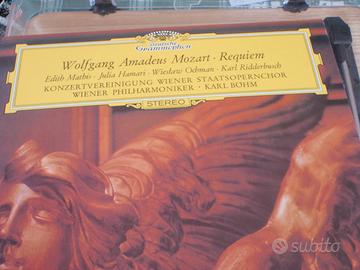 Deutsche
Grammophon
Wolfgang Amadeus Mozart · Requiem
Edith Mathis · Julia Hamari · Wiesław Ochman · Karl Ridderbusch
KONZERTVEREINIGUNG WIENER STAATSOPERNCHOR
WIENER PHILHARMONIKER · KARL BÖHM
STEREO
subito